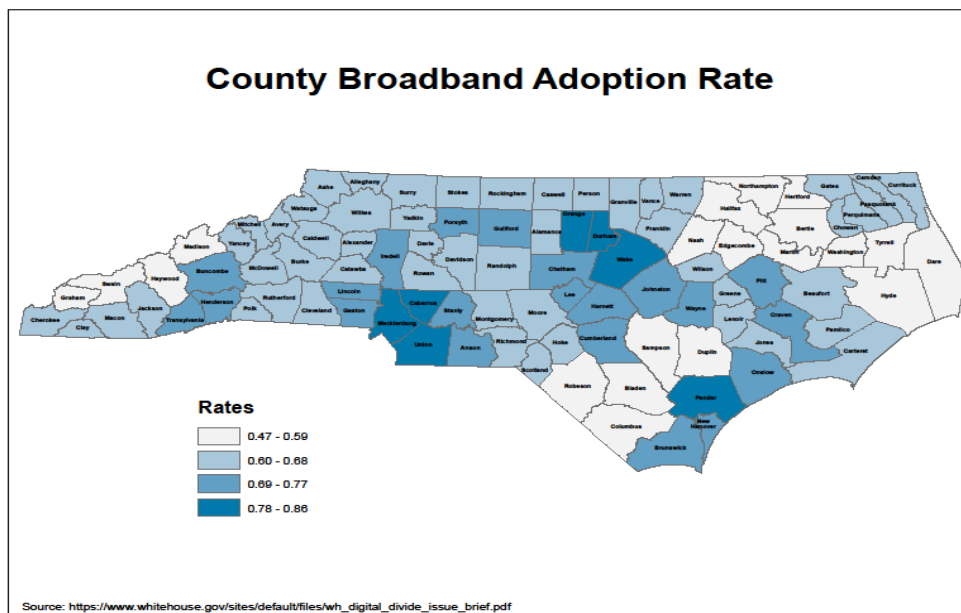 County Broadband Adoption Rate
Ashe
Alleghany
Surry
Stokes
Rockingham
Caswell
Person
Granville
Vance
Warren
Northampton
Hertford
Gates
Camden
Currituck
Pasquotank
Perquimans
Chowan
Halifax
Bertie
Watauga
Wilkes
Yadkin
Forsyth
Guilford
Alamance
Orange
Durham
Franklin
Nash
Edgecombe
Martin
Washington
Tyrrell
Dare
Mitchell
Avery
Caldwell
Alexander
Iredell
Davie
Davidson
Randolph
Chatham
Wake
Wilson
Madison
Yancey
McDowell
Burke
Catawba
Rowan
Johnston
Pitt
Beaufort
Hyde
Swain
Haywood
Buncombe
Graham
Jackson
Henderson
Rutherford
Lincoln
Cabarrus
Stanly
Lee
Harnett
Wayne
Greene
Craven
Pamlico
Cherokee
Clay
Macon
Transylvania
Polk
Cleveland
Gaston
Mecklenburg
Montgomery
Moore
Lenoir
Jones
Carteret
Union
Anson
Richmond
Hoke
Cumberland
Sampson
Duplin
Onslow
Scotland
Robeson
Bladen
Pender
Columbus
New
Hanover
Brunswick
Rates
0.47 - 0.59
0.60 - 0.68
0.69 - 0.77
0.78 - 0.86
Source: https://www.whitehouse.gov/sites/default/files/wh_digital_divide_issue_brief.pdf